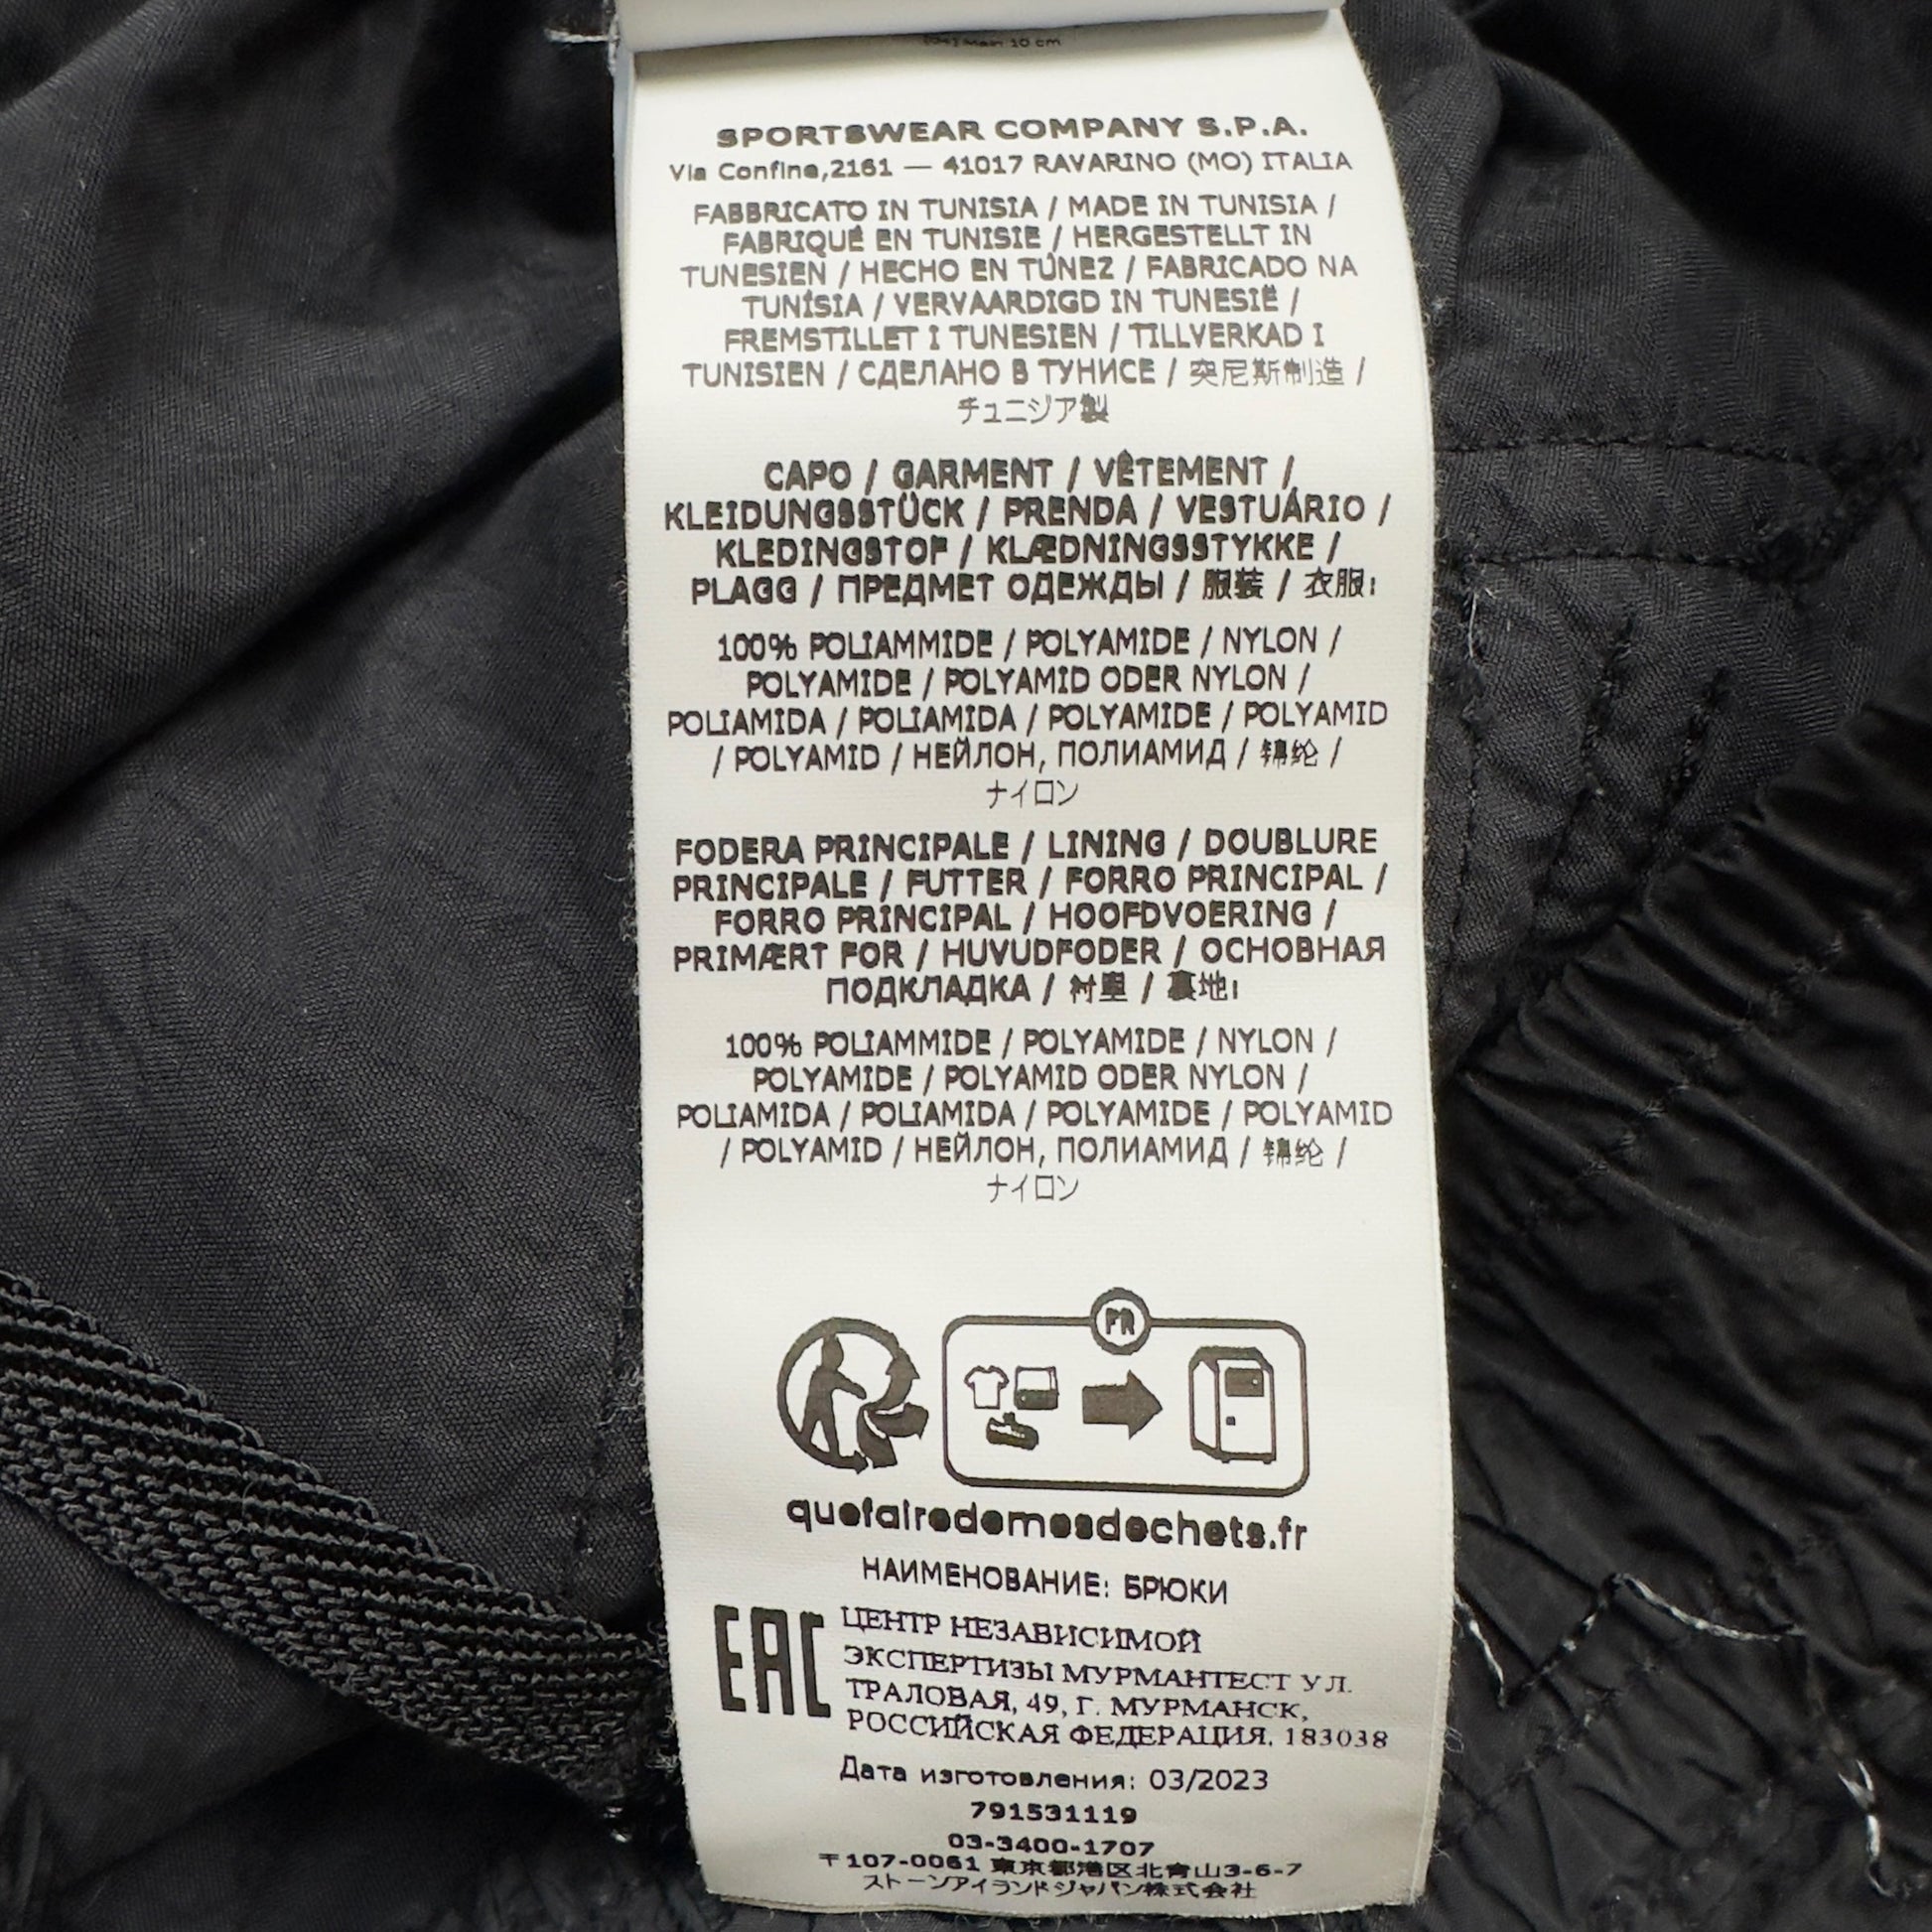 10 cm
SPORTSWEAR COMPANY S.P.A.
Via Confine,2161 — 41017 RAVARINO (MO) ITALIA
FABBRICATO IN TUNISIA / MADE IN TUNISIA /
FABRIQUÉ EN TUNISIE / HERGESTELLT IN
TUNESIEN / HECHO EN TÚNEZ / FABRICADO NA
TUNÍSIA / VERVAARDIGD IN TUNESIË /
FREMSTILLET I TUNESIEN / TILLVERKAD I
TUNISIEN / СДЕЛАНО В ТУНИСЕ / 突尼斯制造 /
チュニジア製
CAPO / GARMENT / VÊTEMENT /
KLEIDUNGSSTÜCK / PRENDA / VESTUÁRIO /
KLEDINGSTOF / KLÆDNINGSSTYKKE /
PLAGG / ПРЕДМЕТ ОДЕЖДЫ / 服装 / 衣服:
100% POLIAMMIDE / POLYAMIDE / NYLON /
POLYAMIDE / POLYAMID ODER NYLON /
POLIAMIDA / POLIAMIDA / POLYAMIDE / POLYAMID
/ POLYAMID / НЕЙЛОН, ПОЛИАМИД / 锦纶 /
ナイロン
FODERA PRINCIPALE / LINING / DOUBLURE
PRINCIPALE / FUTTER / FORRO PRINCIPAL /
FORRO PRINCIPAL / HOOFDVOERING /
PRIMÆRT FOR / HUVUDFODER / ОСНОВНАЯ
ПОДКЛАДКА / 衬里 / 裏地:
100% POLIAMMIDE / POLYAMIDE / NYLON /
POLYAMIDE / POLYAMID ODER NYLON /
POLIAMIDA / POLIAMIDA / POLYAMIDE / POLYAMID
/ POLYAMID / НЕЙЛОН, ПОЛИАМИД / 锦纶 /
ナイロン
FR
quefairedemesdechets.fr
НАИМЕНОВАНИЕ: БРЮКИ
EAC
ЦЕНТР НЕЗАВИСИМОЙ
ЭКСПЕРТИЗЫ МУРМАНТЕСТ УЛ.
ТРАЛОВАЯ, 49, Г. МУРМАНСК,
РОССИЙСКАЯ ФЕДЕРАЦИЯ, 183038
Дата изготовления: 03/2023
791531119
03-3400-1707
〒107-0061 東京都港区北青山3-6-7
ストーンアイランドジャパン株式会社